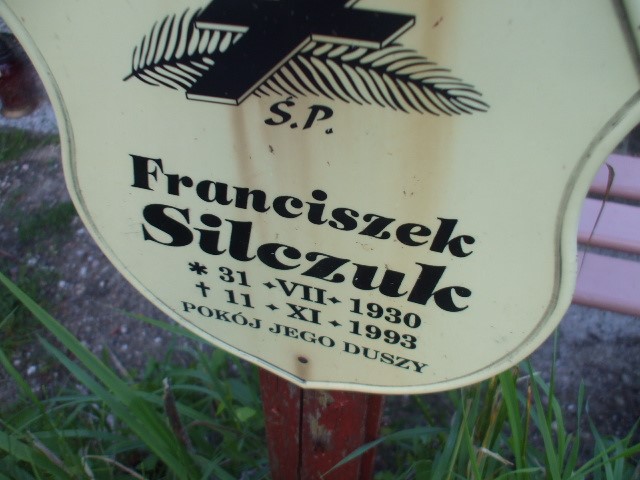 Ś.P.
Franciszek
Silczuk
* 31 ✦ VII ✦ 1930
† 11 ✦ XI ✦ 1993
POKÓJ JEGO DUSZY